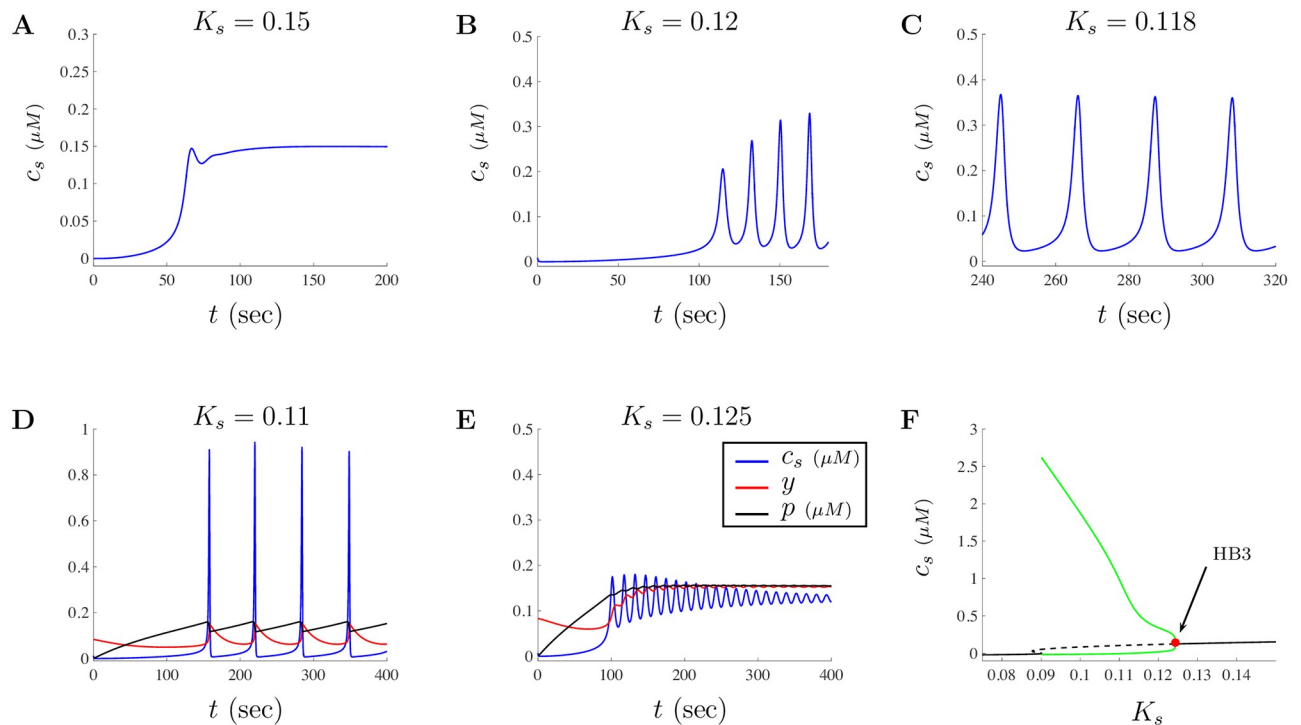 A
K_s = 0.15
c_s (μM)
0.3
0.25
0.2
0.15
0.1
0.05
0
0 50 100 150 200
t (sec)
B
K_s = 0.12
c_s (μM)
0.5
0.4
0.3
0.2
0.1
0
0 50 100 150
t (sec)
C
K_s = 0.118
c_s (μM)
0.5
0.4
0.3
0.2
0.1
0
240 260 280 300 320
t (sec)
D
K_s = 0.11
1
0.8
0.6
0.4
0.2
0
0 100 200 300 400
t (sec)
E
K_s = 0.125
0.5
0.4
0.3
0.2
0.1
0
c_s (μM)
y
p (μM)
0 100 200 300 400
t (sec)
F
c_s (μM)
3
2
1
0
HB3
0.08 0.09 0.1 0.11 0.12 0.13 0.14
K_s